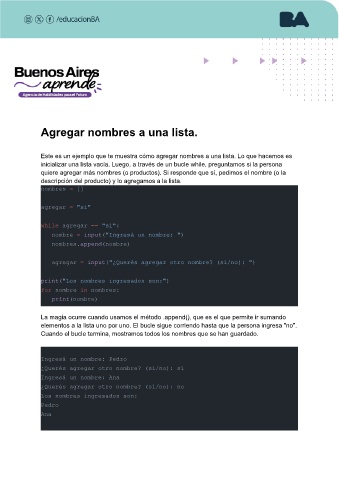 /educacionBA
BA
Buenos Aires
aprende
Agencia de Habilidades para el Futuro
Agregar nombres a una lista.
Este es un ejemplo que te muestra cómo agregar nombres a una lista. Lo que hacemos es
inicializar una lista vacía. Luego, a través de un bucle while, preguntamos si la persona
quiere agregar más nombres (o productos). Si responde que sí, pedimos el nombre (o la
descripción del producto) y lo agregamos a la lista.
nombres = []
agregar = "si"
while agregar == "si":
nombre = input("Ingresá un nombre: ")
nombres.append(nombre)
agregar = input("¿Querés agregar otro nombre? (si/no): ")
print("Los nombres ingresados son:")
for nombre in nombres:
print(nombre)
La magia ocurre cuando usamos el método .append(), que es el que permite ir sumando
elementos a la lista uno por uno. El bucle sigue corriendo hasta que la persona ingresa "no".
Cuando el bucle termina, mostramos todos los nombres que se han guardado.
Ingresá un nombre: Pedro
¿Querés agregar otro nombre? (si/no): si
Ingresá un nombre: Ana
¿Querés agregar otro nombre? (si/no): no
Los nombres ingresados son:
Pedro
Ana